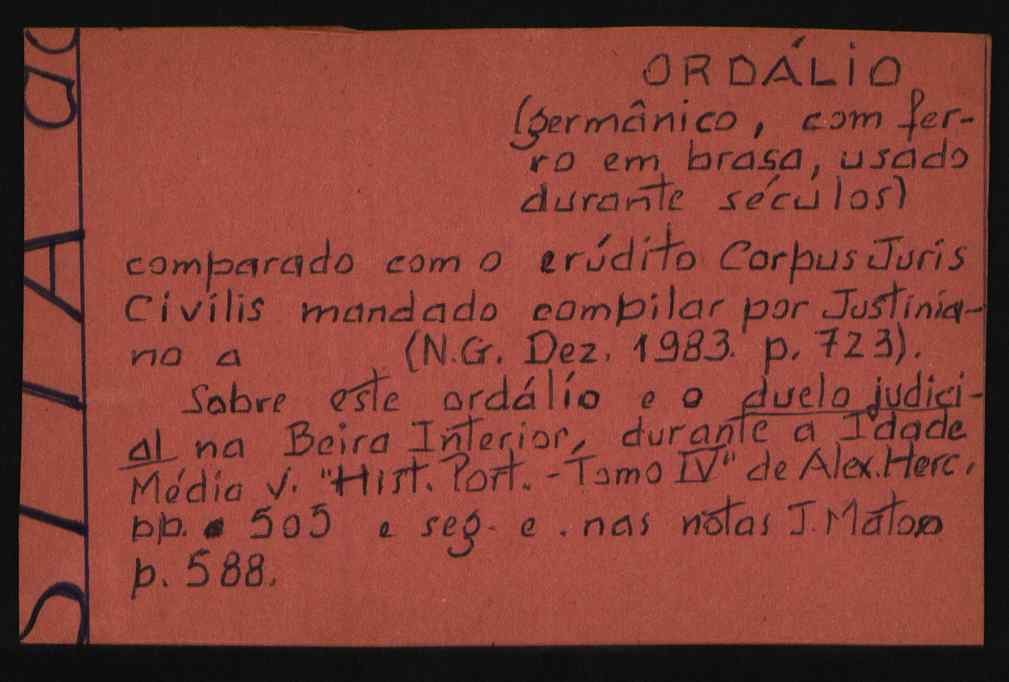 ORDÁLIO
(germânico, com fer-
ro em brasa, usado
durante séculos)
comparado com o erúdito Corpus Juris
Civílis mandado compilar por Justinia-
no a (N.G. Dez. 1983. p. 723).
Sobre este ordálio e o duelo judici-
al na Beira Interior, durante a Idade
Média v. "Hist. Port. - Tomo IV" de Alex. Herc.
pp. 505 e seg. e. nas notas J. Matoso
p. 588.